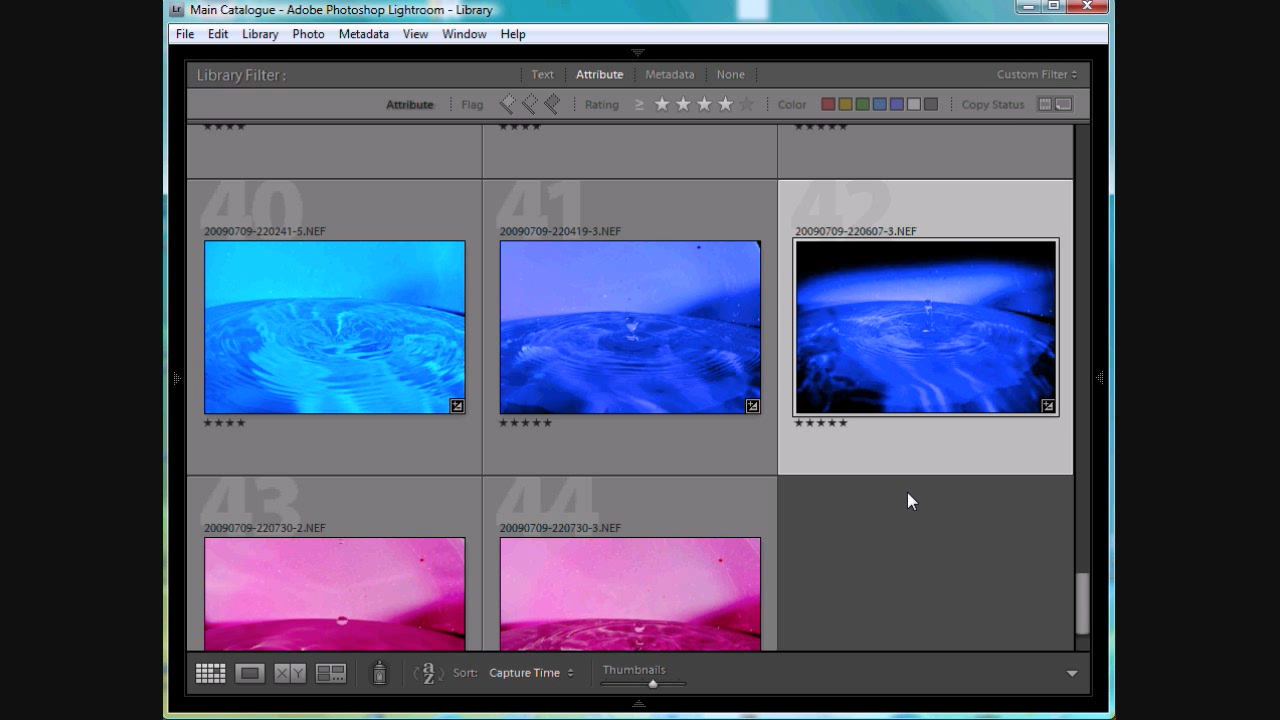 Lr Main Catalogue - Adobe Photoshop Lightroom - Library
File Edit Library Photo Metadata View Window Help
Library Filter : Text Attribute Metadata None Custom Filter
Attribute Flag Rating ≥ ★★★★★ Color Copy Status
★★★★ ★★★★ ★★★★★
40 41 42
20090709-220241-5.NEF 20090709-220419-3.NEF 20090709-220607-3.NEF
★★★★ ★★★★★ ★★★★★
43 44
20090709-220730-2.NEF 20090709-220730-3.NEF
XY a z Sort: Capture Time Thumbnails